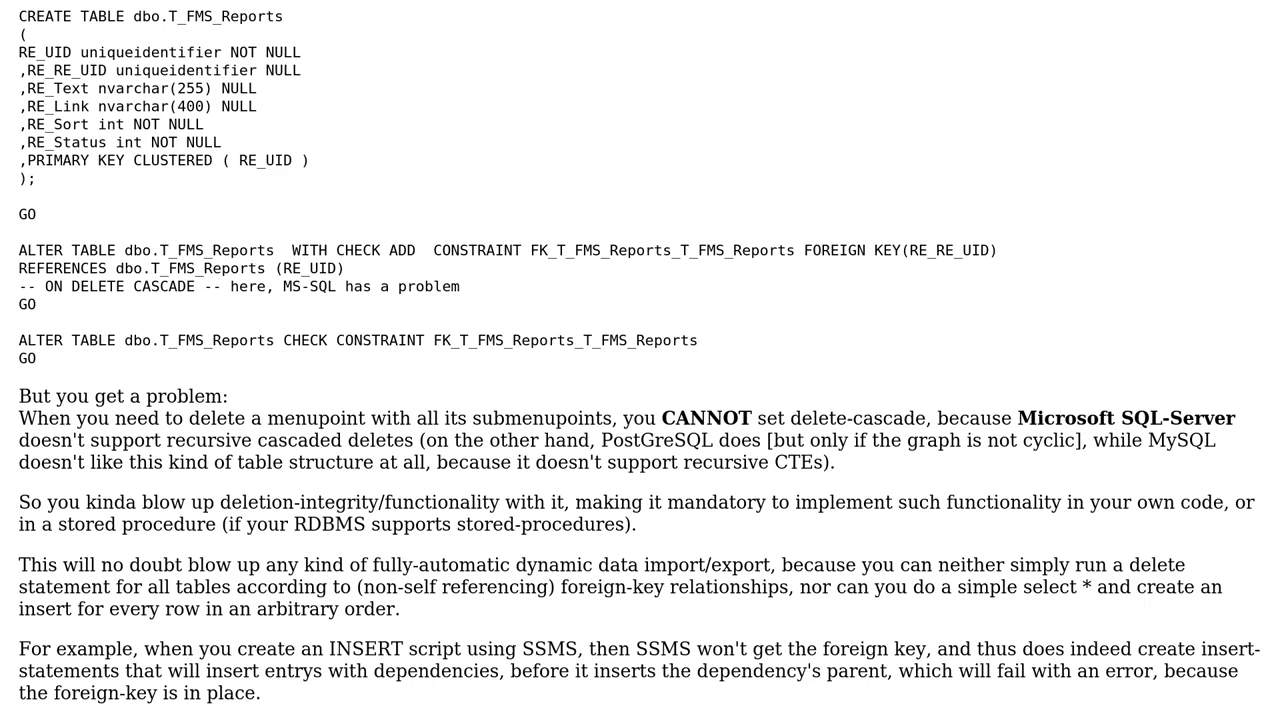 CREATE TABLE dbo.T_FMS_Reports
(
RE_UID uniqueidentifier NOT NULL
,RE_RE_UID uniqueidentifier NULL
,RE_Text nvarchar(255) NULL
,RE_Link nvarchar(400) NULL
,RE_Sort int NOT NULL
,RE_Status int NOT NULL
,PRIMARY KEY CLUSTERED ( RE_UID )
);
GO
ALTER TABLE dbo.T_FMS_Reports  WITH CHECK ADD  CONSTRAINT FK_T_FMS_Reports_T_FMS_Reports FOREIGN KEY(RE_RE_UID)
REFERENCES dbo.T_FMS_Reports (RE_UID)
-- ON DELETE CASCADE -- here, MS-SQL has a problem
GO
ALTER TABLE dbo.T_FMS_Reports CHECK CONSTRAINT FK_T_FMS_Reports_T_FMS_Reports
GO
But you get a problem:
When you need to delete a menupoint with all its submenupoints, you CANNOT set delete-cascade, because Microsoft SQL-Server
doesn't support recursive cascaded deletes (on the other hand, PostGreSQL does [but only if the graph is not cyclic], while MySQL
doesn't like this kind of table structure at all, because it doesn't support recursive CTEs).
So you kinda blow up deletion-integrity/functionality with it, making it mandatory to implement such functionality in your own code, or
in a stored procedure (if your RDBMS supports stored-procedures).
This will no doubt blow up any kind of fully-automatic dynamic data import/export, because you can neither simply run a delete
statement for all tables according to (non-self referencing) foreign-key relationships, nor can you do a simple select * and create an
insert for every row in an arbitrary order.
For example, when you create an INSERT script using SSMS, then SSMS won't get the foreign key, and thus does indeed create insert-
statements that will insert entrys with dependencies, before it inserts the dependency's parent, which will fail with an error, because
the foreign-key is in place.